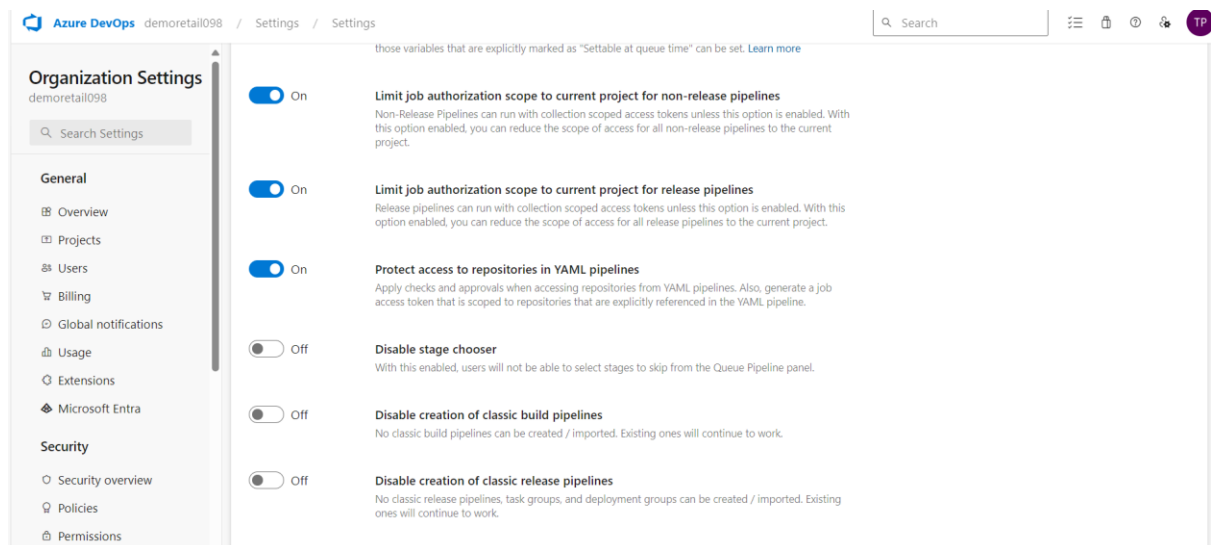 Azure DevOps demoretail098 / Settings / Settings
Search
TP
Organization Settings
demoretail098
Search Settings
General
Overview
Projects
Users
Billing
Global notifications
Usage
Extensions
Microsoft Entra
Security
Security overview
Policies
Permissions
those variables that are explicitly marked as "Settable at queue time" can be set. Learn more
On
Limit job authorization scope to current project for non-release pipelines
Non-Release Pipelines can run with collection scoped access tokens unless this option is enabled. With
this option enabled, you can reduce the scope of access for all non-release pipelines to the current
project.
On
Limit job authorization scope to current project for release pipelines
Release pipelines can run with collection scoped access tokens unless this option is enabled. With this
option enabled, you can reduce the scope of access for all release pipelines to the current project.
On
Protect access to repositories in YAML pipelines
Apply checks and approvals when accessing repositories from YAML pipelines. Also, generate a job
access token that is scoped to repositories that are explicitly referenced in the YAML pipeline.
Off
Disable stage chooser
With this enabled, users will not be able to select stages to skip from the Queue Pipeline panel.
Off
Disable creation of classic build pipelines
No classic build pipelines can be created / imported. Existing ones will continue to work.
Off
Disable creation of classic release pipelines
No classic release pipelines, task groups, and deployment groups can be created / imported. Existing
ones will continue to work.